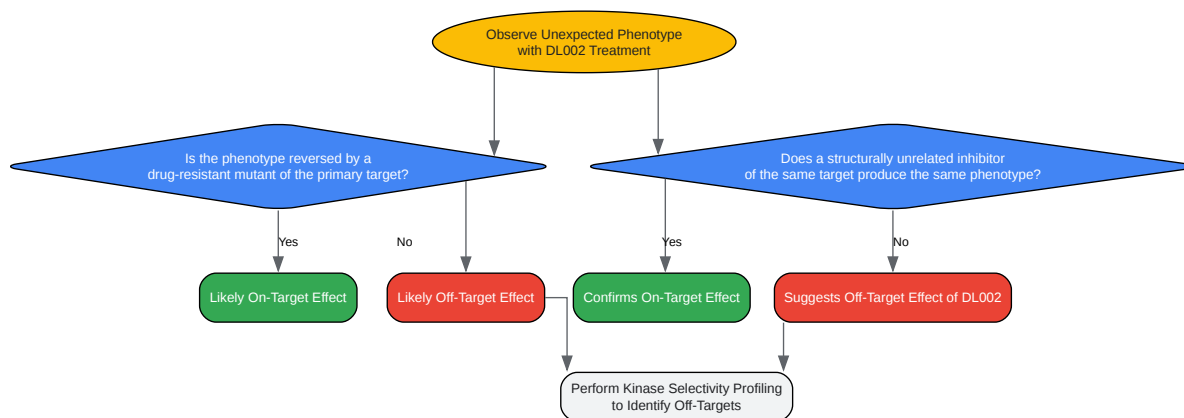 Observe Unexpected Phenotype
with DL002 Treatment
Is the phenotype reversed by a
drug-resistant mutant of the primary target?
Does a structurally unrelated inhibitor
of the same target produce the same phenotype?
Yes
No
Yes
No
Likely On-Target Effect
Likely Off-Target Effect
Confirms On-Target Effect
Suggests Off-Target Effect of DL002
Perform Kinase Selectivity Profiling
to Identify Off-Targets